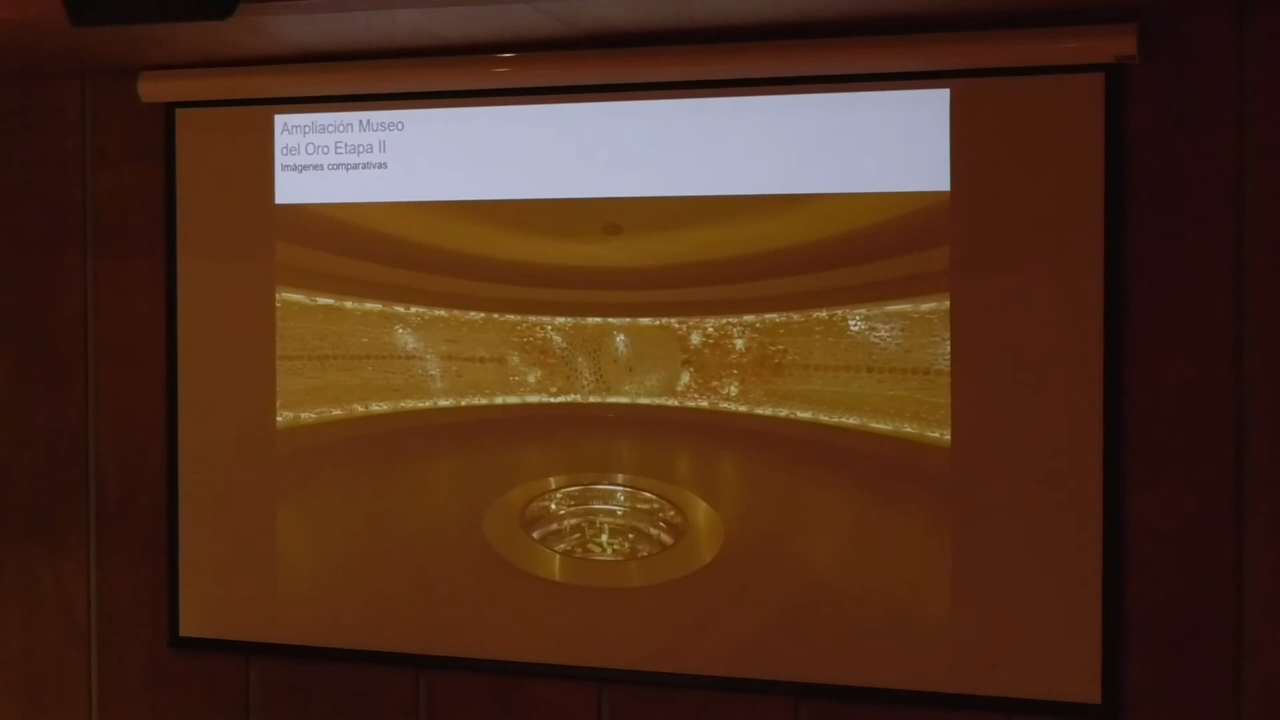 Ampliación Museo
del Oro Etapa II
Imágenes comparativas